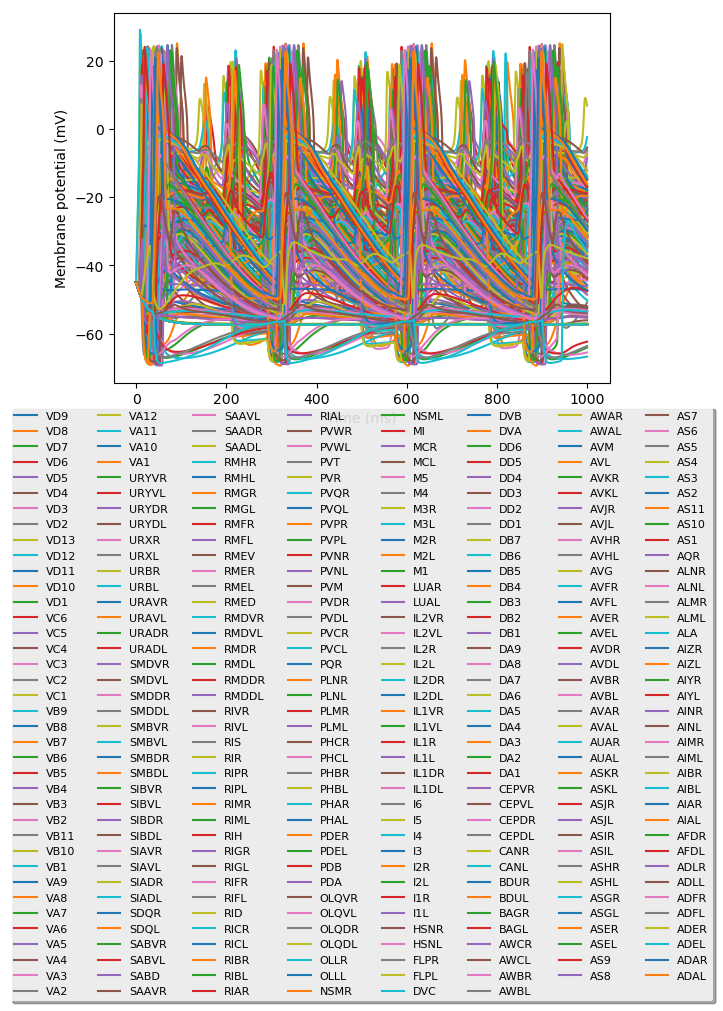 Membrane potential (mV)
20
0
−20
−40
−60
0
200
400
600
800
1000
Time (ms)
VD9
VD8
VD7
VD6
VD5
VD4
VD3
VD2
VD13
VD12
VD11
VD10
VD1
VC6
VC5
VC4
VC3
VC2
VC1
VB9
VB8
VB7
VB6
VB5
VB4
VB3
VB2
VB11
VB10
VB1
VA9
VA8
VA7
VA6
VA5
VA4
VA3
VA2
VA12
VA11
VA10
VA1
URYVR
URYVL
URYDR
URYDL
URXR
URXL
URBR
URBL
URAVR
URAVL
URADR
URADL
SMDVR
SMDVL
SMDDR
SMDDL
SMBVR
SMBVL
SMBDR
SMBDL
SIBVR
SIBVL
SIBDR
SIBDL
SIAVR
SIAVL
SIADR
SIADL
SDQR
SDQL
SABVR
SABVL
SABD
SAAVR
SAAVL
SAADR
SAADL
RMHR
RMHL
RMGR
RMGL
RMFR
RMFL
RMEV
RMER
RMEL
RMED
RMDVR
RMDVL
RMDR
RMDL
RMDDR
RMDDL
RIVR
RIVL
RIS
RIR
RIPR
RIPL
RIMR
RIML
RIH
RIGR
RIGL
RIFR
RIFL
RID
RICR
RICL
RIBR
RIBL
RIAR
RIAL
PVWR
PVWL
PVT
PVR
PVQR
PVQL
PVPR
PVPL
PVNR
PVNL
PVM
PVDR
PVDL
PVCR
PVCL
PQR
PLNR
PLNL
PLMR
PLML
PHCR
PHCL
PHBR
PHBL
PHAR
PHAL
PDER
PDEL
PDB
PDA
OLQVR
OLQVL
OLQDR
OLQDL
OLLR
OLLL
NSMR
NSML
MI
MCR
MCL
M5
M4
M3R
M3L
M2R
M2L
M1
LUAR
LUAL
IL2VR
IL2VL
IL2R
IL2L
IL2DR
IL2DL
IL1VR
IL1VL
IL1R
IL1L
IL1DR
IL1DL
I6
I5
I4
I3
I2R
I2L
I1R
I1L
HSNR
HSNL
FLPR
FLPL
DVC
DVB
DVA
DD6
DD5
DD4
DD3
DD2
DD1
DB7
DB6
DB5
DB4
DB3
DB2
DB1
DA9
DA8
DA7
DA6
DA5
DA4
DA3
DA2
DA1
CEPVR
CEPVL
CEPDR
CEPDL
CANR
CANL
BDUR
BDUL
BAGR
BAGL
AWCR
AWCL
AWBR
AWBL
AWAR
AWAL
AVM
AVL
AVKR
AVKL
AVJR
AVJL
AVHR
AVHL
AVG
AVFR
AVFL
AVER
AVEL
AVDR
AVDL
AVBR
AVBL
AVAR
AVAL
AUAR
AUAL
ASKR
ASKL
ASJR
ASJL
ASIR
ASIL
ASHR
ASHL
ASGR
ASGL
ASER
ASEL
AS9
AS8
AS7
AS6
AS5
AS4
AS3
AS2
AS11
AS10
AS1
AQR
ALNR
ALNL
ALMR
ALML
ALA
AIZR
AIZL
AIYR
AIYL
AINR
AINL
AIMR
AIML
AIBR
AIBL
AIAR
AIAL
AFDR
AFDL
ADLR
ADLL
ADFR
ADFL
ADER
ADEL
ADAR
ADAL